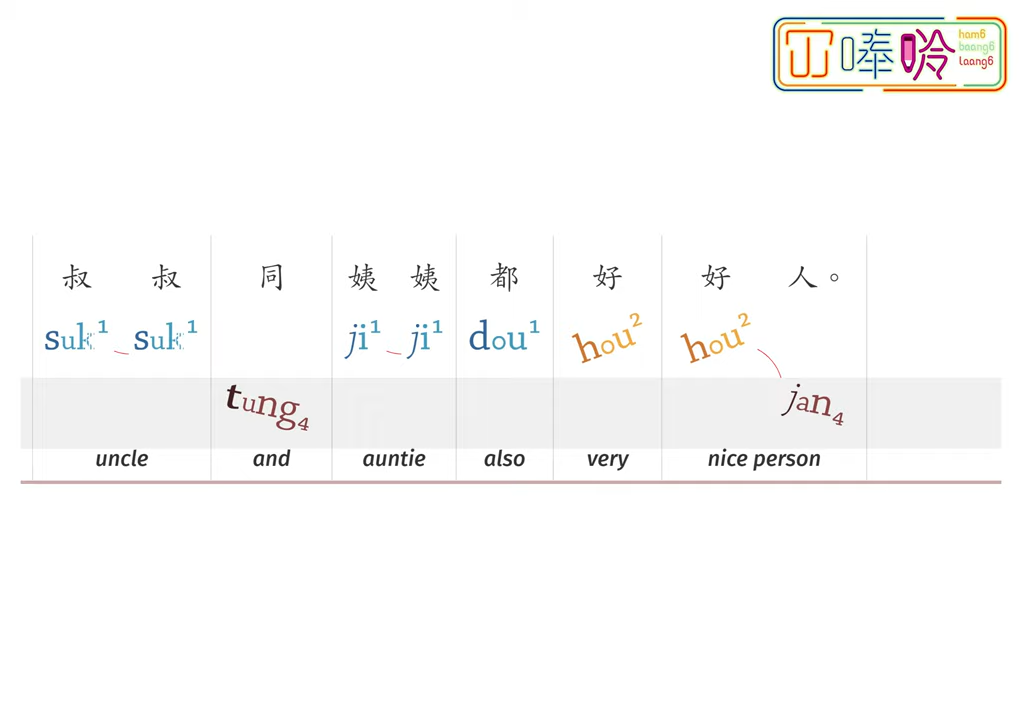 冚唪唥 ham6 baang6 laang6
叔叔 同 姨姨 都 好 好人。
suk¹ suk¹ tung₄ ji¹ ji¹ dou¹ hou² hou² jan₄
uncle and auntie also very nice person